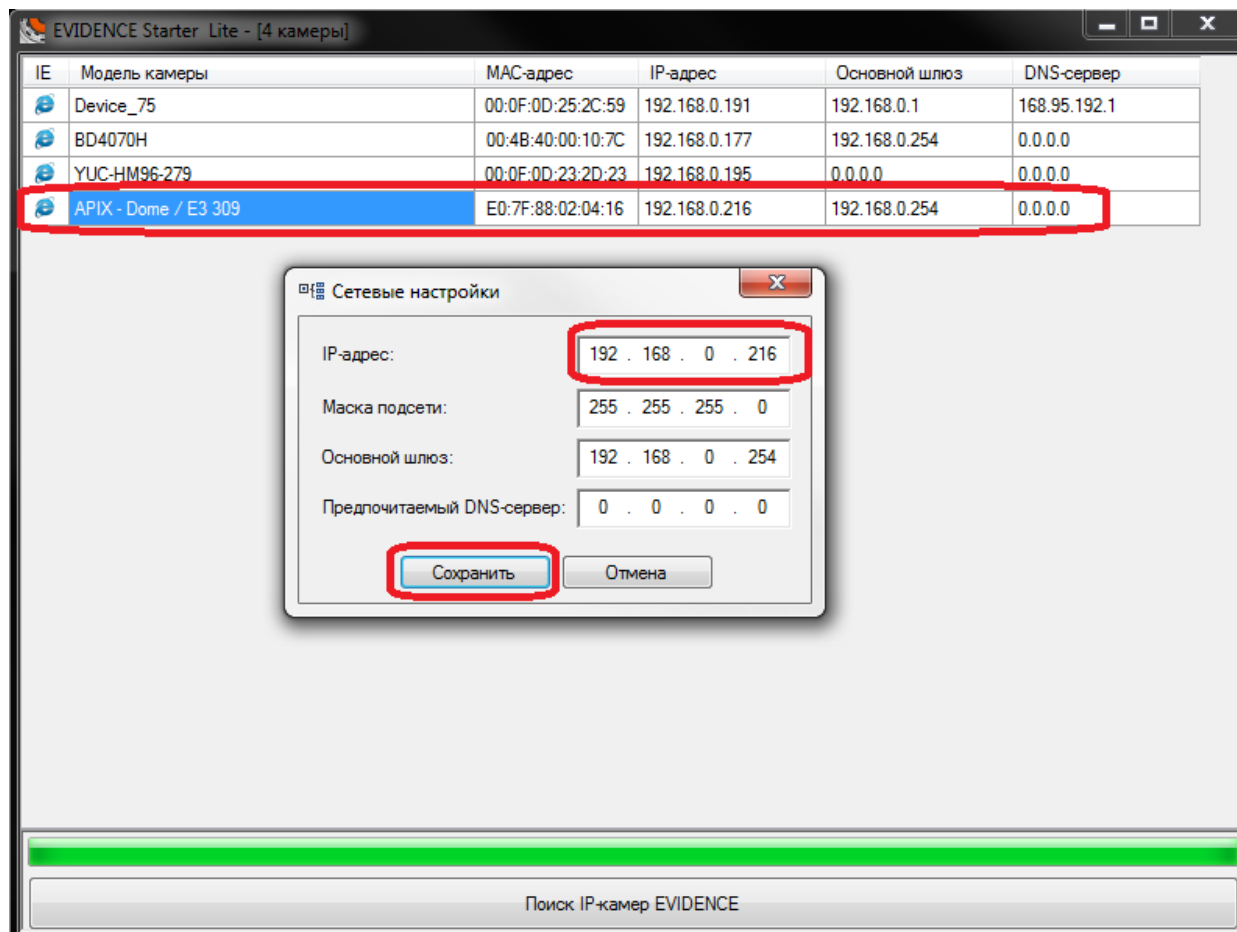 EVIDENCE Starter Lite - [4 камеры]
IE Модель камеры MAC-адрес IP-адрес Основной шлюз DNS-сервер
Device_75 00:0F:0D:25:2C:59 192.168.0.191 192.168.0.1 168.95.192.1
BD4070H 00:4B:40:00:10:7C 192.168.0.177 192.168.0.254 0.0.0.0
YUC-HM96-279 00:0F:0D:23:2D:23 192.168.0.195 0.0.0.0 0.0.0.0
APIX - Dome / E3 309 E0:7F:88:02:04:16 192.168.0.216 192.168.0.254 0.0.0.0
Сетевые настройки
IP-адрес: 192 . 168 . 0 . 216
Маска подсети: 255 . 255 . 255 . 0
Основной шлюз: 192 . 168 . 0 . 254
Предпочитаемый DNS-сервер: 0 . 0 . 0 . 0
Сохранить Отмена
Поиск IP-камер EVIDENCE